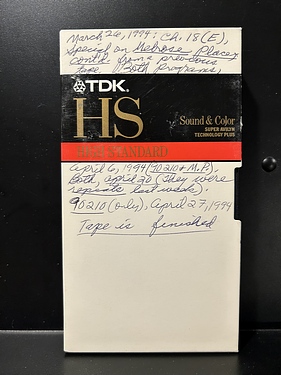 March 26, 1994: Ch. 18(E),
Special on Melrose Place,
cont'd. from a previous
tape. Both Programs,
TDK
HS
Sound & Color
SUPER AVILYN
TECHNOLOGY PLUS
STANDARD
April 6, 1994 (90210 + M.P.)
Both, April 20 (They were
repeats last week).
90210 (only), April 27, 1994
Tape is finished